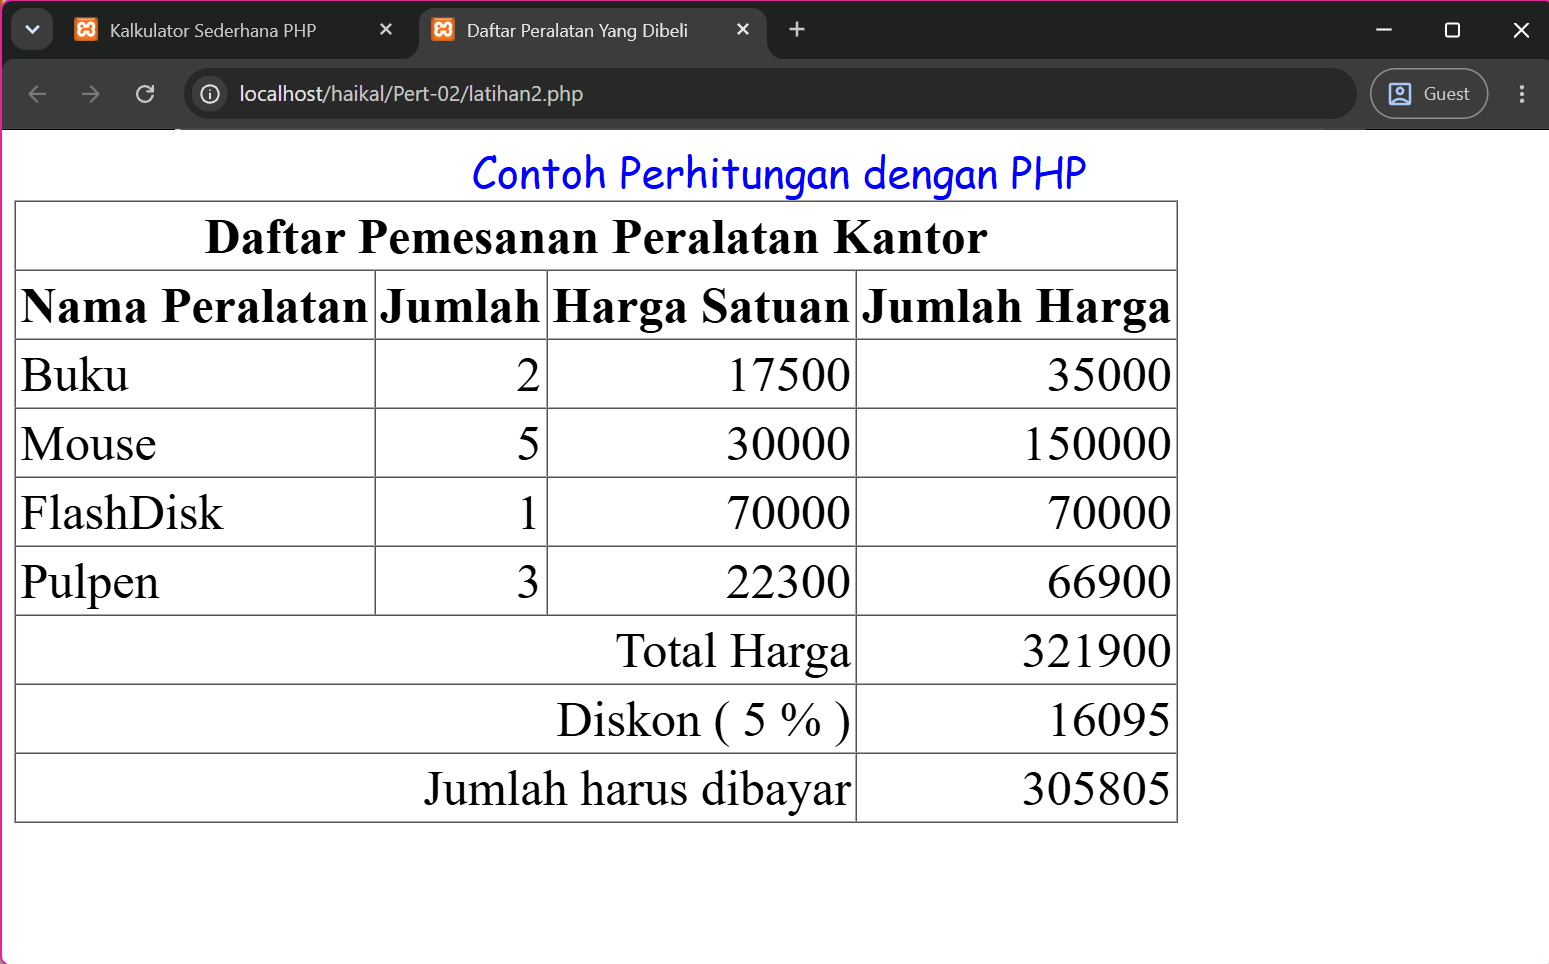 Kalkulator Sederhana PHP Daftar Peralatan Yang Dibeli
localhost/haikal/Pert-02/latihan2.php Guest
Contoh Perhitungan dengan PHP
Daftar Pemesanan Peralatan Kantor
Nama Peralatan Jumlah Harga Satuan Jumlah Harga
Buku 2 17500 35000
Mouse 5 30000 150000
FlashDisk 1 70000 70000
Pulpen 3 22300 66900
Total Harga 321900
Diskon ( 5 % ) 16095
Jumlah harus dibayar 305805